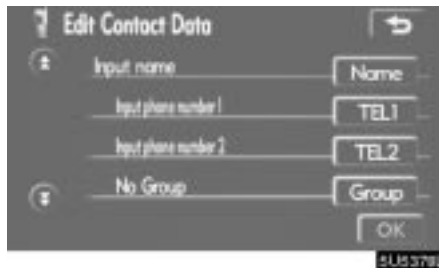 Edit Contact Data
Input name Name
Input phone number 1 TEL1
Input phone number 2 TEL2
No Group Group
OK